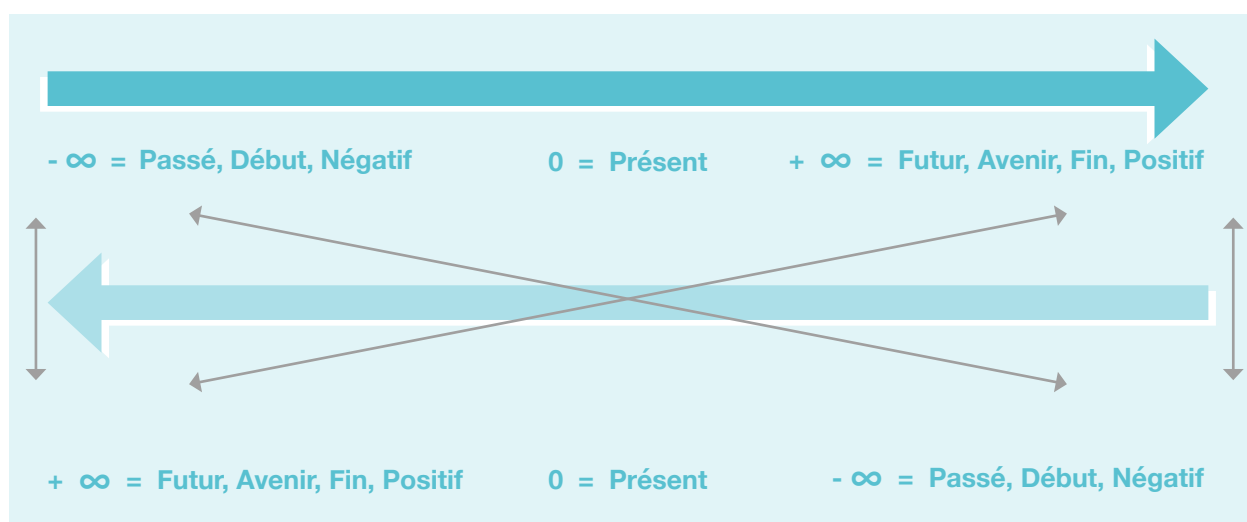 - ∞ = Passé, Début, Négatif 0 = Présent + ∞ = Futur, Avenir, Fin, Positif
+ ∞ = Futur, Avenir, Fin, Positif 0 = Présent - ∞ = Passé, Début, Négatif